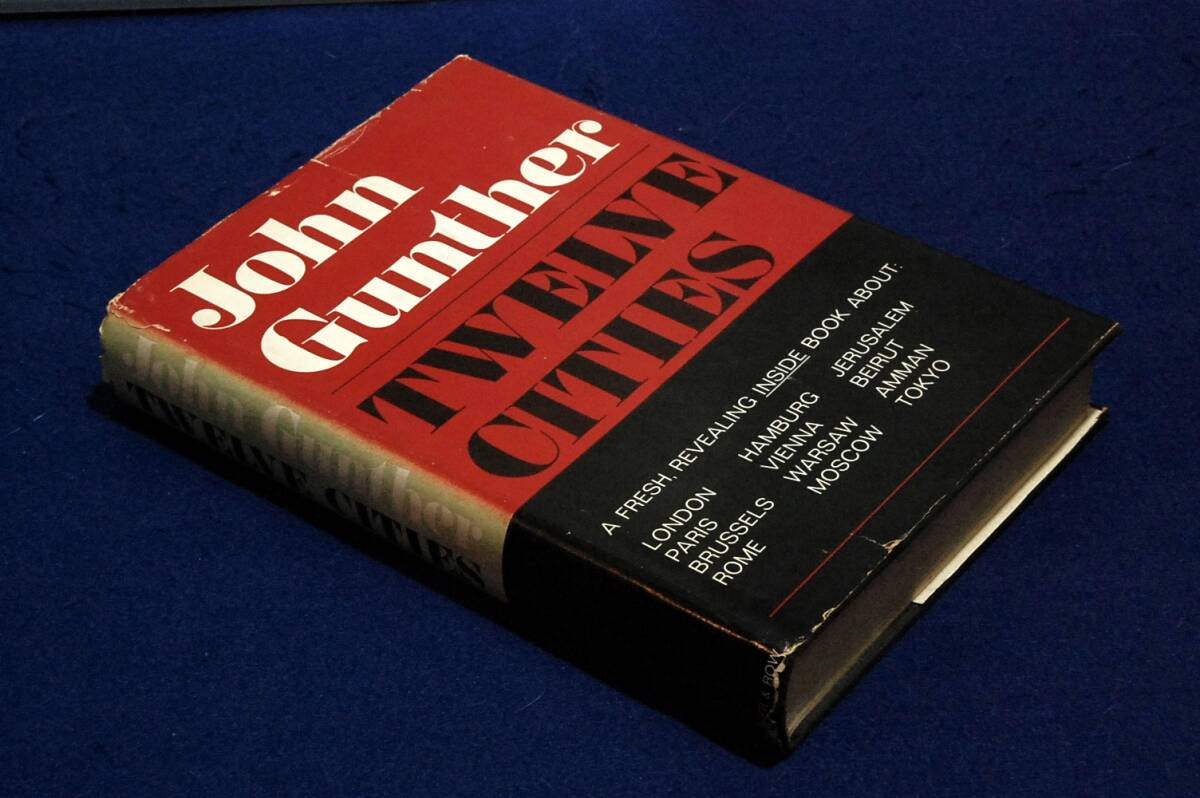 John
Gunther
TWELVE
CITIES
A FRESH, REVEALING INSIDE BOOK ABOUT:
LONDON
PARIS
BRUSSELS
ROME
HAMBURG
VIENNA
WARSAW
MOSCOW
JERUSALEM
BEIRUT
AMMAN
TOKYO
John Gunther
TWELVE CITIES
& ROW